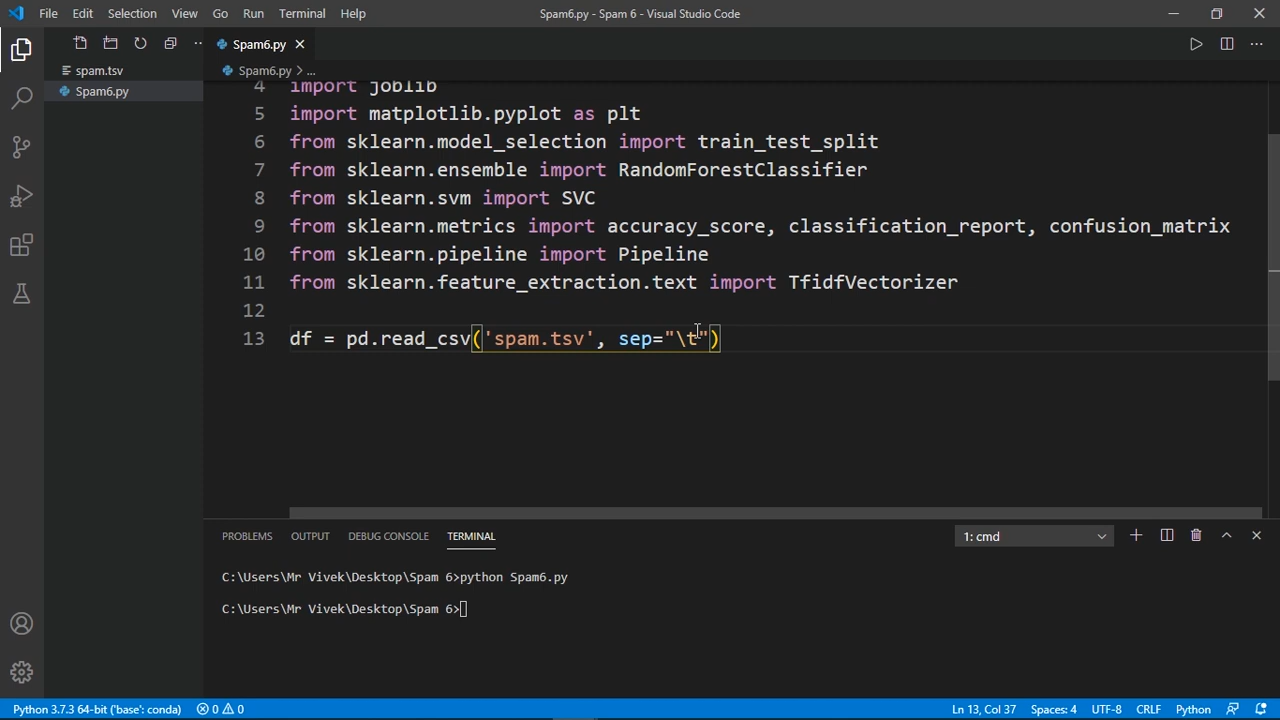 File Edit Selection View Go Run Terminal Help Spam6.py - Spam 6 - Visual Studio Code
Spam6.py
spam.tsv
Spam6.py > ...
Spam6.py
4 import joblib
5 import matplotlib.pyplot as plt
6 from sklearn.model_selection import train_test_split
7 from sklearn.ensemble import RandomForestClassifier
8 from sklearn.svm import SVC
9 from sklearn.metrics import accuracy_score, classification_report, confusion_matrix
10 from sklearn.pipeline import Pipeline
11 from sklearn.feature_extraction.text import TfidfVectorizer
12
13 df = pd.read_csv('spam.tsv', sep="\t")
PROBLEMS OUTPUT DEBUG CONSOLE TERMINAL 1: cmd
C:\Users\Mr Vivek\Desktop\Spam 6>python Spam6.py
C:\Users\Mr Vivek\Desktop\Spam 6>
Python 3.7.3 64-bit ('base': conda) 0 0 Ln 13, Col 37 Spaces: 4 UTF-8 CRLF Python